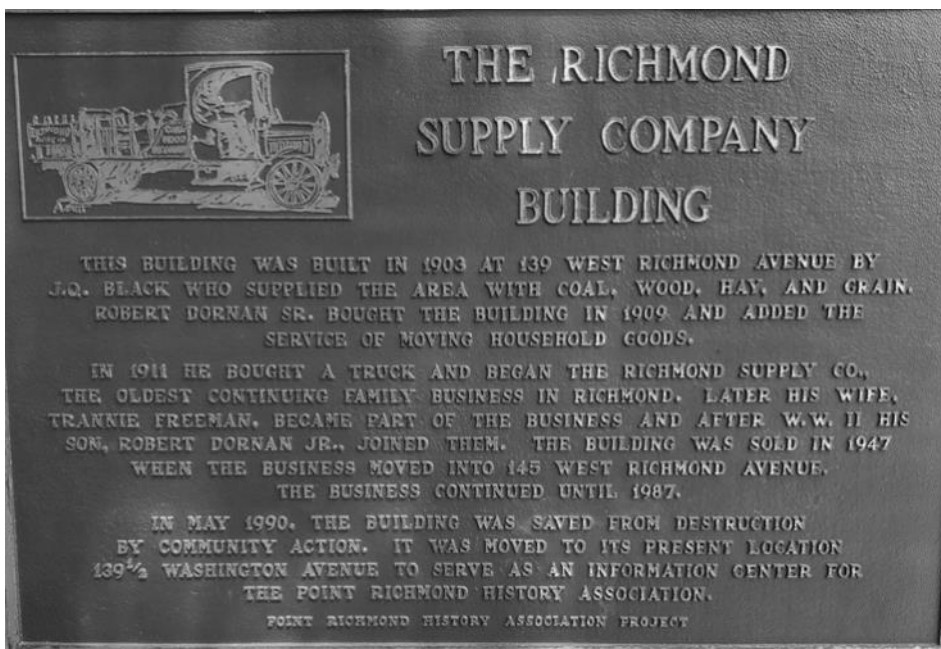 THE RICHMOND
SUPPLY COMPANY
BUILDING
THIS BUILDING WAS BUILT IN 1903 AT 139 WEST RICHMOND AVENUE BY
J.Q. BLACK WHO SUPPLIED THE AREA WITH COAL, WOOD, HAY, AND GRAIN.
ROBERT DORNAN SR. BOUGHT THE BUILDING IN 1909 AND ADDED THE
SERVICE OF MOVING HOUSEHOLD GOODS.
IN 1911 HE BOUGHT A TRUCK AND BEGAN THE RICHMOND SUPPLY CO.,
THE OLDEST CONTINUING FAMILY BUSINESS IN RICHMOND. LATER HIS WIFE,
TRANNIE FREEMAN, BECAME PART OF THE BUSINESS AND AFTER W.W. II HIS
SON, ROBERT DORNAN JR., JOINED THEM. THE BUILDING WAS SOLD IN 1947
WHEN THE BUSINESS MOVED INTO 145 WEST RICHMOND AVENUE.
THE BUSINESS CONTINUED UNTIL 1987.
IN MAY 1990, THE BUILDING WAS SAVED FROM DESTRUCTION
BY COMMUNITY ACTION. IT WAS MOVED TO ITS PRESENT LOCATION
139 1/2 WASHINGTON AVENUE TO SERVE AS AN INFORMATION CENTER FOR
THE POINT RICHMOND HISTORY ASSOCIATION.
POINT RICHMOND HISTORY ASSOCIATION PROJECT